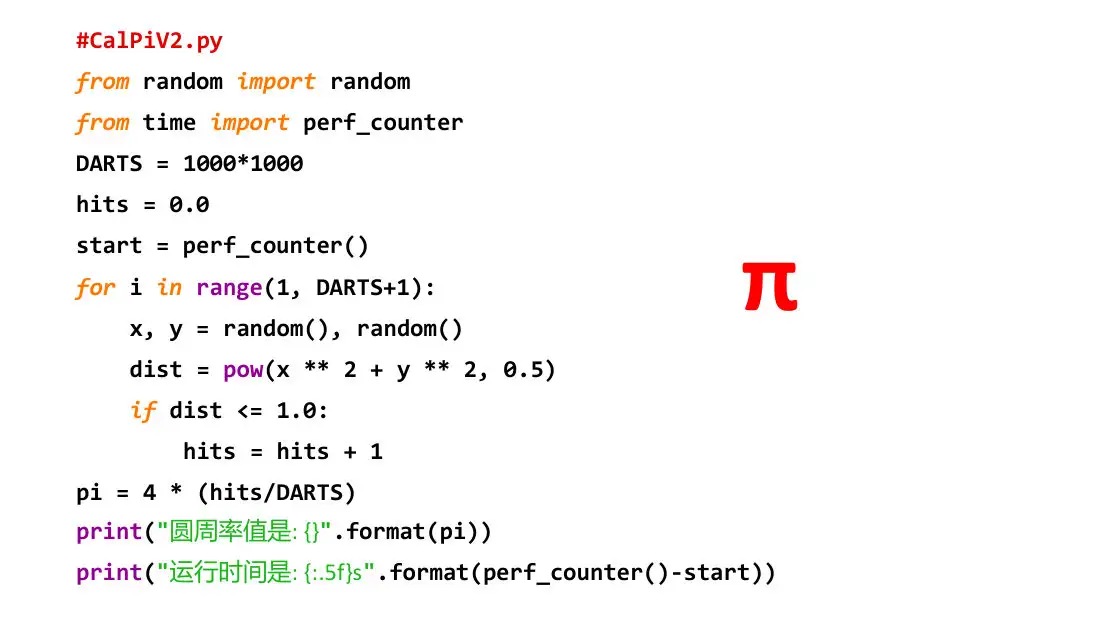 #CalPiV2.py
from random import random
from time import perf_counter
DARTS = 1000*1000
hits = 0.0
start = perf_counter()
for i in range(1, DARTS+1):
    x, y = random(), random()
    dist = pow(x ** 2 + y ** 2, 0.5)
    if dist <= 1.0:
        hits = hits + 1
pi = 4 * (hits/DARTS)
print("圆周率值是: {}".format(pi))
print("运行时间是: {:.5f}s".format(perf_counter()-start))
π